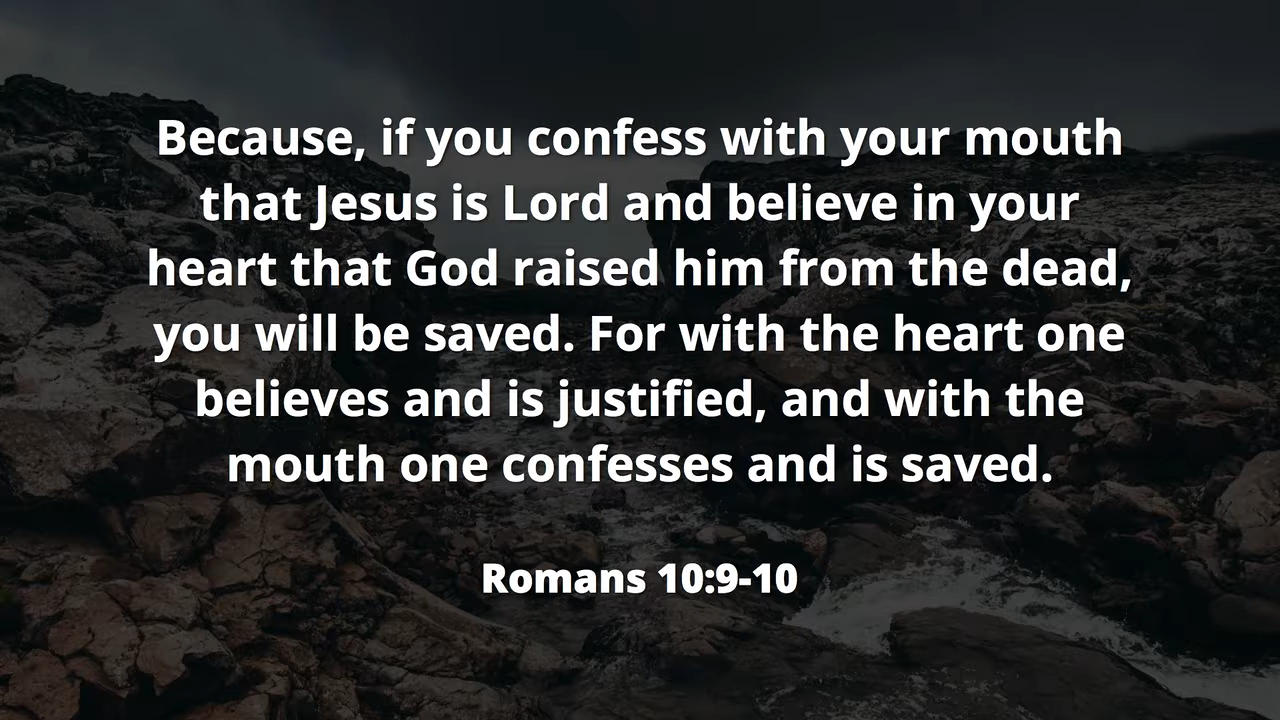 Because, if you confess with your mouth
that Jesus is Lord and believe in your
heart that God raised him from the dead,
you will be saved. For with the heart one
believes and is justified, and with the
mouth one confesses and is saved.
Romans 10:9-10